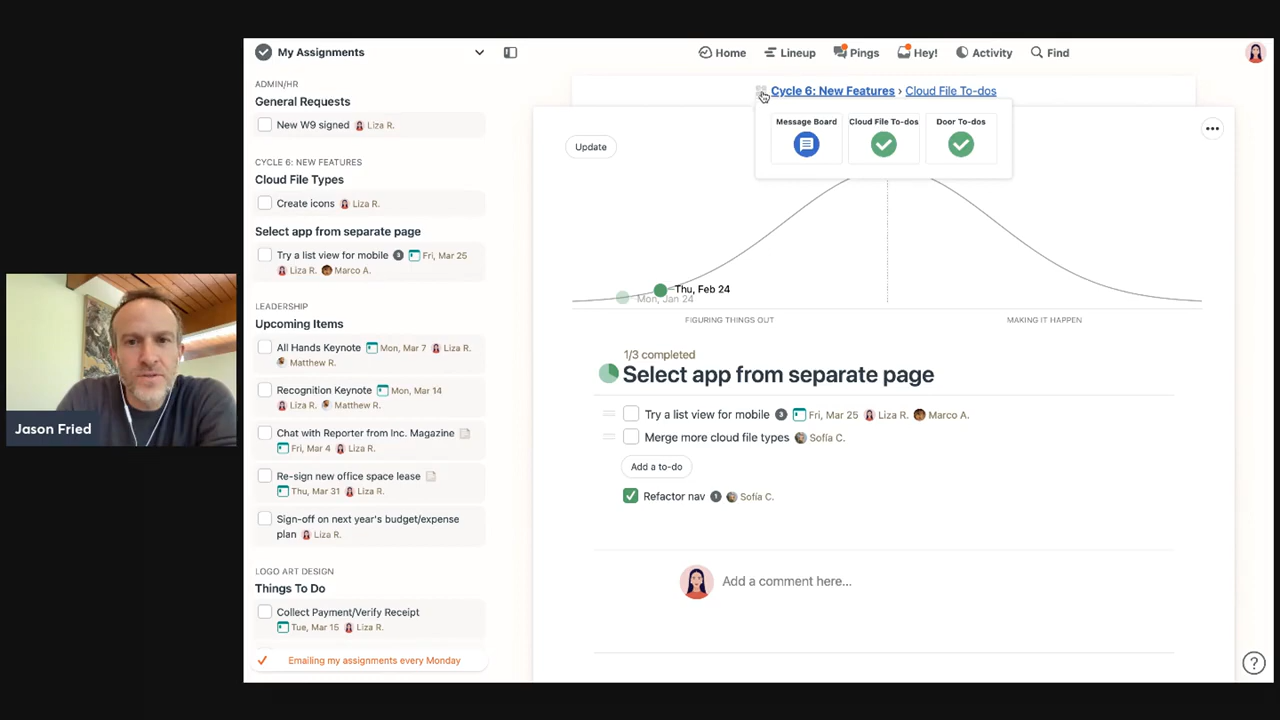 My Assignments
Home
Lineup
Pings
Hey!
Activity
Find
ADMIN/HR
General Requests
New W9 signed Liza R.
CYCLE 6: NEW FEATURES
Cloud File Types
Create icons Liza R.
Select app from separate page
Try a list view for mobile 3 Fri, Mar 25
Liza R. Marco A.
LEADERSHIP
Upcoming Items
All Hands Keynote Mon, Mar 7 Liza R.
Matthew R.
Recognition Keynote Mon, Mar 14
Liza R. Matthew R.
Chat with Reporter from Inc. Magazine
Fri, Mar 4 Liza R.
Re-sign new office space lease
Thu, Mar 31 Liza R.
Sign-off on next year's budget/expense
plan Liza R.
LOGO ART DESIGN
Things To Do
Collect Payment/Verify Receipt
Tue, Mar 15 Liza R.
✓ Emailing my assignments every Monday
Cycle 6: New Features › Cloud File To-dos
Message Board
Cloud File To-dos
Door To-dos
Update
Thu, Feb 24
Mon, Jan 24
FIGURING THINGS OUT
MAKING IT HAPPEN
1/3 completed
Select app from separate page
Try a list view for mobile 3 Fri, Mar 25 Liza R. Marco A.
Merge more cloud file types Sofía C.
Add a to-do
Refactor nav 1 Sofía C.
Add a comment here...
?
Jason Fried